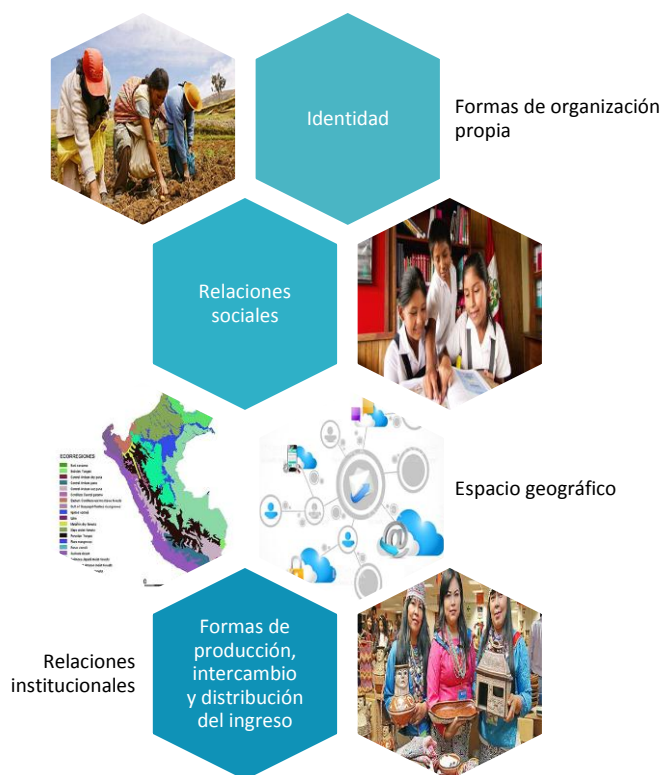 Identidad
Formas de organización
propia
Relaciones
sociales
ECORREGIONES
Espacio geográfico
Relaciones
institucionales
Formas de
producción,
intercambio
y distribución
del ingreso